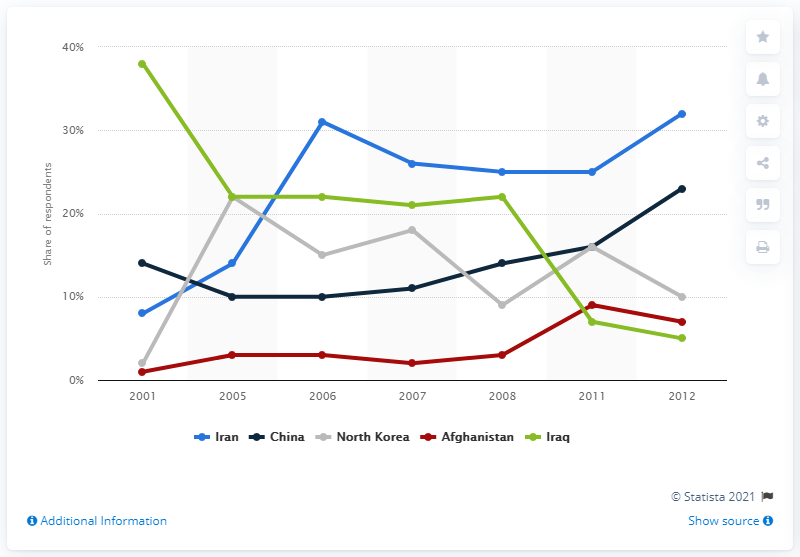 40%
30%
20%
10%
0%
Share of respondents
2001 2005 2006 2007 2008 2011 2012
Iran China North Korea Afghanistan Iraq
© Statista 2021
Additional Information Show source